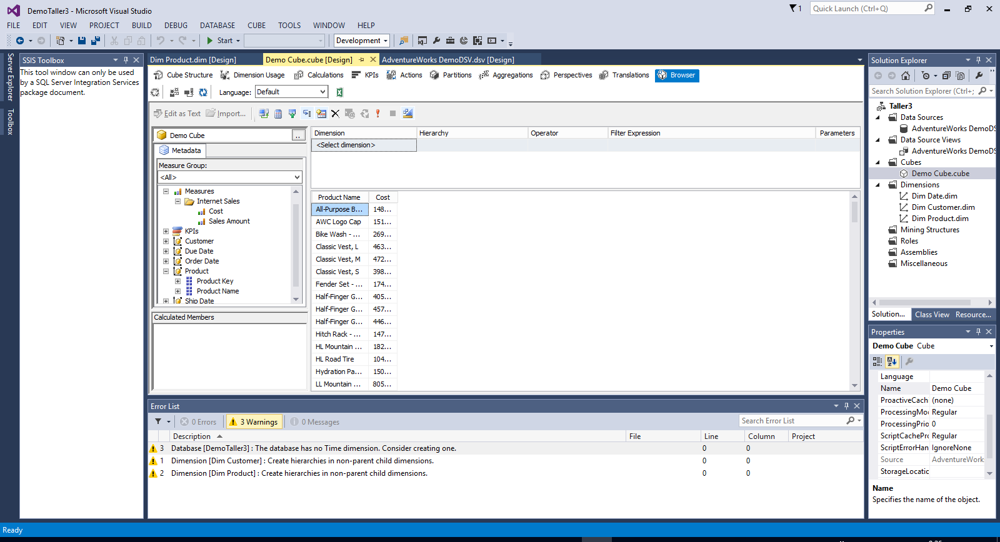 DemoTaller3 - Microsoft Visual Studio
1
Quick Launch (Ctrl+Q)
FILE EDIT VIEW PROJECT BUILD DEBUG DATABASE CUBE TOOLS WINDOW HELP
Start
Development
Server Explorer
Toolbox
SSIS Toolbox
This tool window can only be used
by a SQL Server Integration Services
package document.
Dim Product.dim [Design]
Demo Cube.cube [Design]
AdventureWorks DemoDSV.dsv [Design]
Cube Structure
Dimension Usage
Calculations
KPIs
Actions
Partitions
Aggregations
Perspectives
Translations
Browser
Language:
Default
Edit as Text
Import...
Demo Cube
..
Metadata
Measure Group:
<All>
Measures
Internet Sales
Cost
Sales Amount
KPIs
Customer
Due Date
Order Date
Product
Product Key
Product Name
Ship Date
Calculated Members
Dimension Hierarchy Operator Filter Expression Parameters
<Select dimension>
Product Name Cost
All-Purpose B... 148...
AWC Logo Cap 151...
Bike Wash - ... 269...
Classic Vest, L 463...
Classic Vest, M 472...
Classic Vest, S 398...
Fender Set - ... 174...
Half-Finger G... 405...
Half-Finger G... 457...
Half-Finger G... 446...
Hitch Rack - ... 147...
HL Mountain ... 182...
HL Road Tire 104...
Hydration Pa... 150...
LL Mountain ... 805...
Error List
0 Errors
3 Warnings
0 Messages
Search Error List
Description File Line Column Project
3 Database [DemoTaller3] : The database has no Time dimension. Consider creating one. 0 0
1 Dimension [Dim Customer] : Create hierarchies in non-parent child dimensions. 0 0
2 Dimension [Dim Product] : Create hierarchies in non-parent child dimensions. 0 0
Solution Explorer
Search Solution Explorer (Ctrl+;
Taller3
Data Sources
AdventureWorks DemoDS
Data Source Views
AdventureWorks DemoDS
Cubes
Demo Cube.cube
Dimensions
Dim Date.dim
Dim Customer.dim
Dim Product.dim
Mining Structures
Roles
Assemblies
Miscellaneous
Solution... Class View Resource...
Properties
Demo Cube Cube
Language
Name Demo Cube
ProactiveCach (none)
ProcessingMo Regular
ProcessingPrio 0
ScriptCachePr Regular
ScriptErrorHan IgnoreNone
Source AdventureWork
StorageLocatic
Name
Specifies the name of the object.
Ready